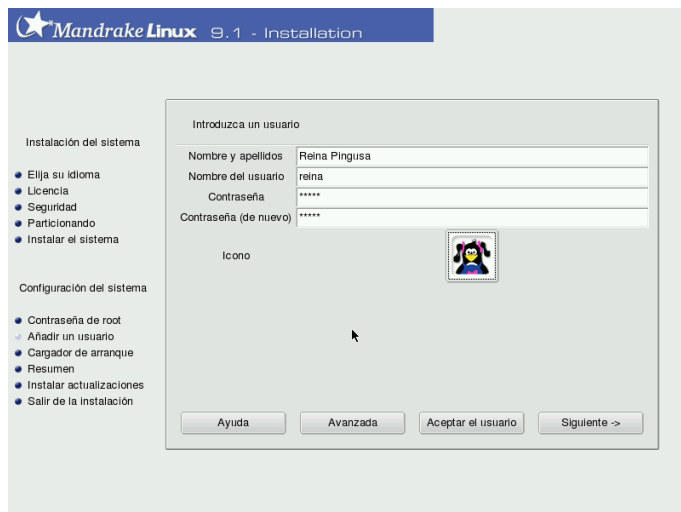 MandrakeLinux 9.1 - Installation
Instalación del sistema
Elija su idioma
Licencia
Seguridad
Particionando
Instalar el sistema
Configuración del sistema
Contraseña de root
Añadir un usuario
Cargador de arranque
Resumen
Instalar actualizaciones
Salir de la instalación
Introduzca un usuario
Nombre y apellidos Reina Pingusa
Nombre del usuario reina
Contraseña *****
Contraseña (de nuevo) *****
Icono
Ayuda Avanzada Aceptar el usuario Siguiente ->